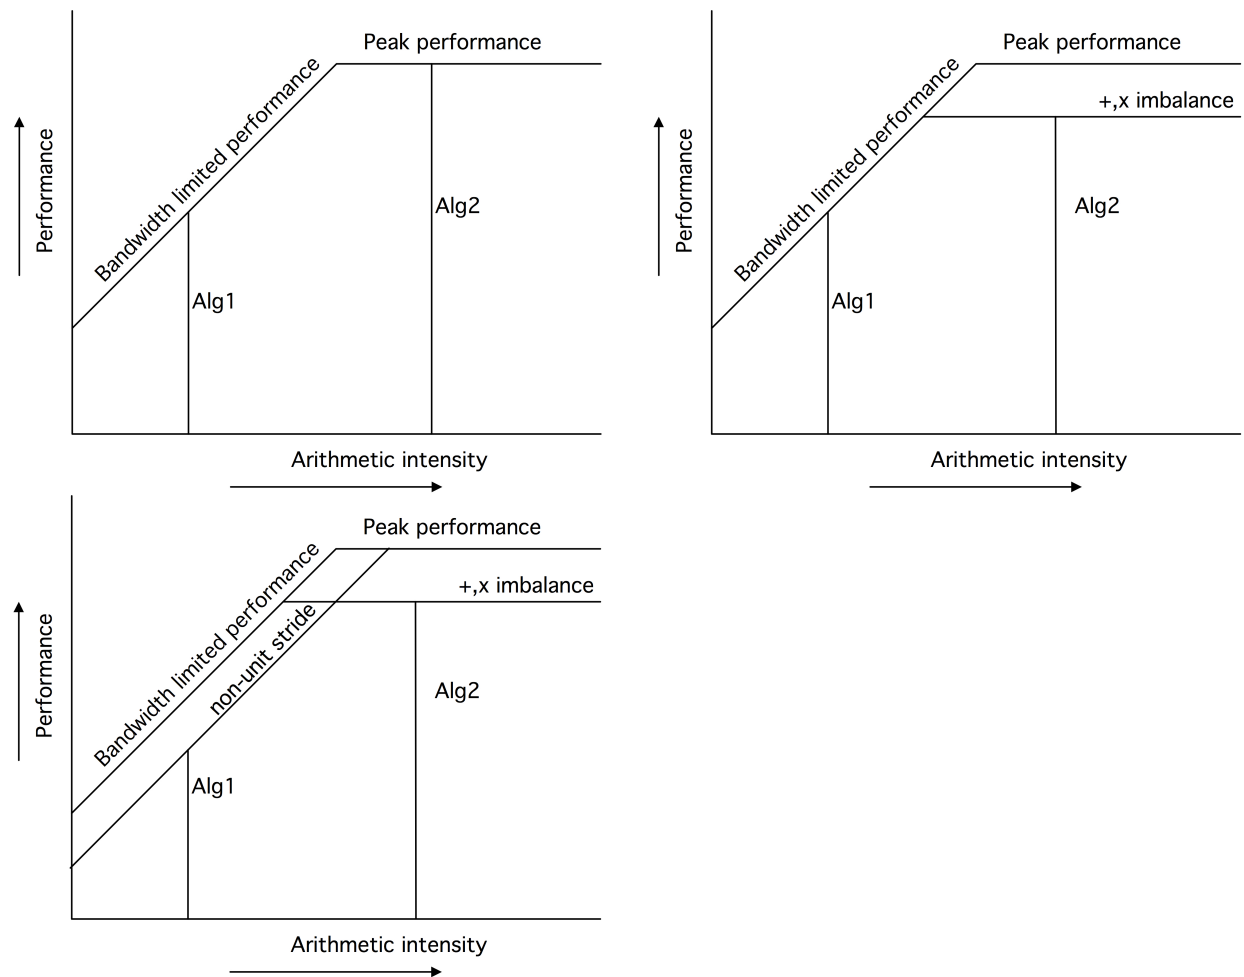 Peak performance
Bandwidth limited performance
Performance
Alg2
Alg1
Arithmetic intensity
Peak performance
+,x imbalance
Bandwidth limited performance
Performance
Alg2
Alg1
Arithmetic intensity
Peak performance
+,x imbalance
Bandwidth limited performance
non-unit stride
Performance
Alg2
Alg1
Arithmetic intensity